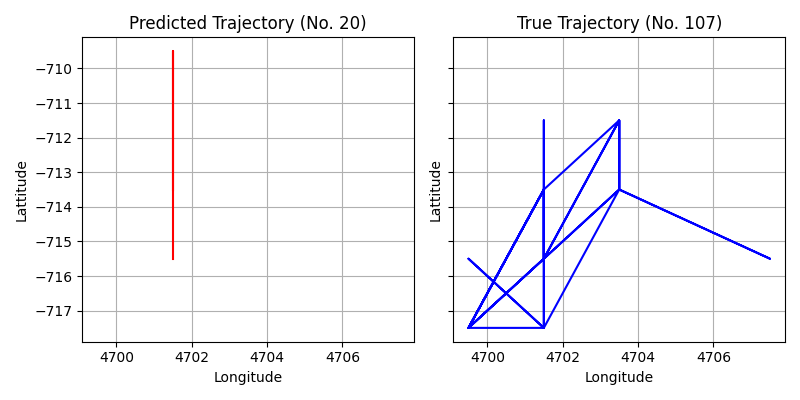 Predicted Trajectory (No. 20)
True Trajectory (No. 107)
−710
−711
−712
−713
−714
−715
−716
−717
Lattitude
Lattitude
4700
4702
4704
4706
4700
4702
4704
4706
Longitude
Longitude